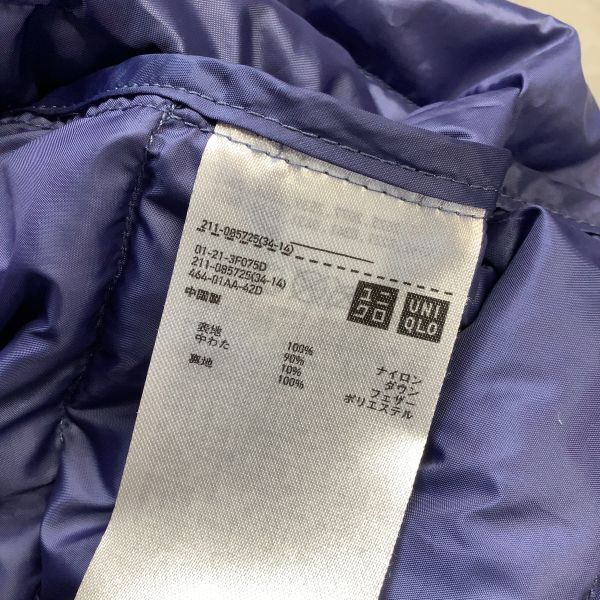 211-085725(34-14)
01-21-3F075D
211-085725(34-14)
464-01AA-42D
中国製
ユニクロ
UNIQLO
表地 100% ナイロン
中わた 90% ダウン
10% フェザー
裏地 100% ポリエステル